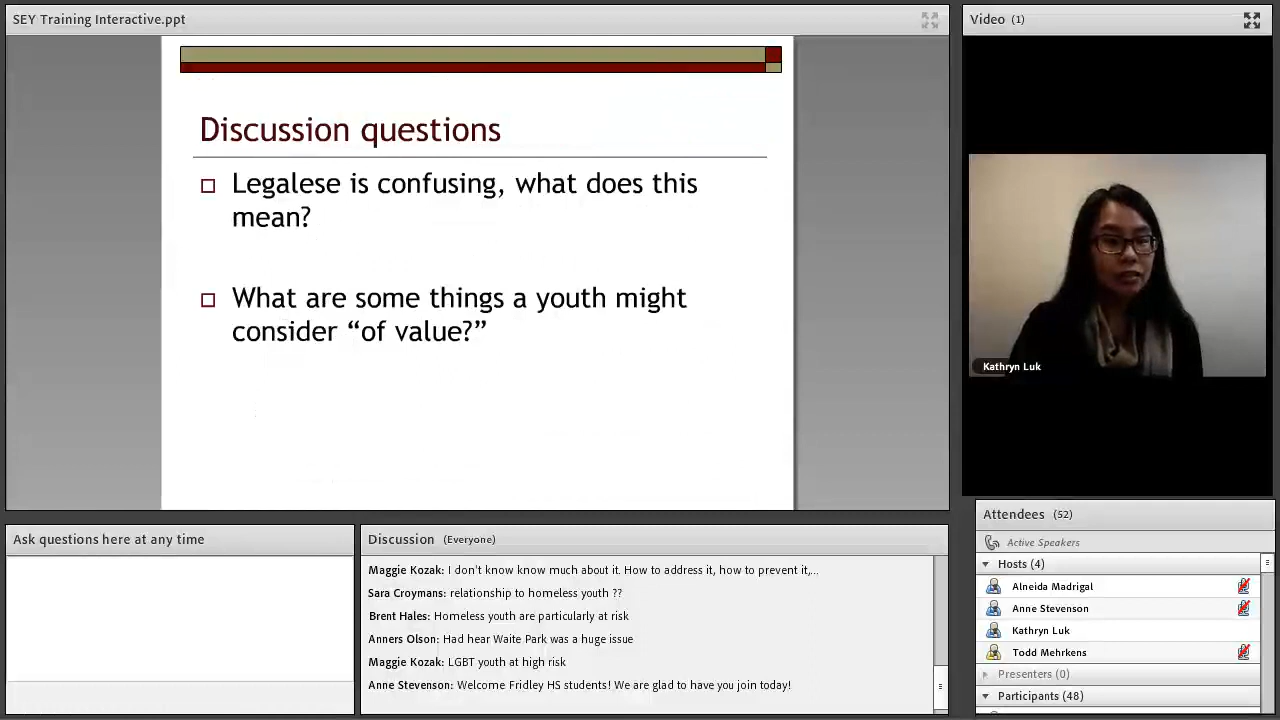 SEY Training Interactive.ppt
Discussion questions
Legalese is confusing, what does this
mean?
What are some things a youth might
consider “of value?”
Video (1)
Kathryn Luk
Attendees (52)
Active Speakers
Hosts (4)
Alneida Madrigal
Anne Stevenson
Kathryn Luk
Todd Mehrkens
Presenters (0)
Participants (48)
Ask questions here at any time
Discussion (Everyone)
Maggie Kozak: I don't know know much about it. How to address it, how to prevent it,...
Sara Croymans: relationship to homeless youth ??
Brent Hales: Homeless youth are particularly at risk
Anners Olson: Had hear Waite Park was a huge issue
Maggie Kozak: LGBT youth at high risk
Anne Stevenson: Welcome Fridley HS students! We are glad to have you join today!